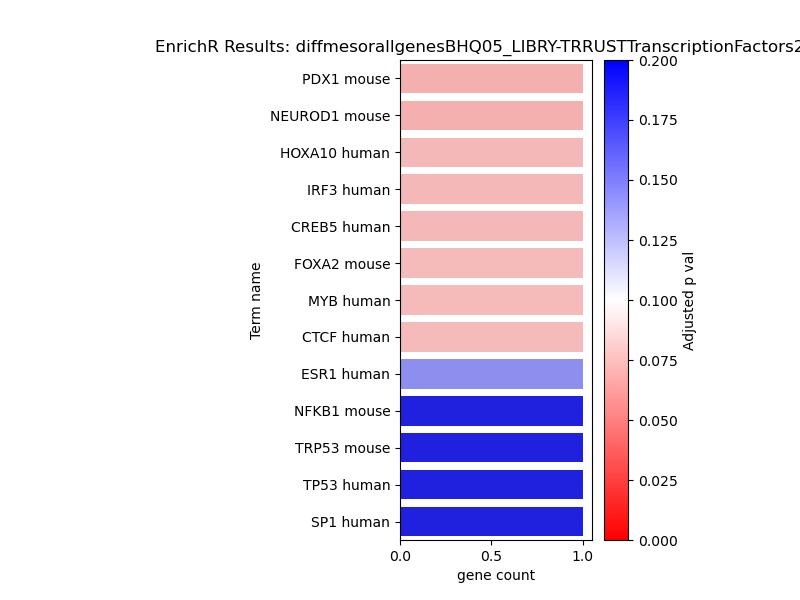 EnrichR Results: diffmesorallgenesBHQ05_LIBRY-TRRUSTTranscriptionFactors2
PDX1 mouse
NEUROD1 mouse
HOXA10 human
IRF3 human
CREB5 human
FOXA2 mouse
MYB human
CTCF human
ESR1 human
NFKB1 mouse
TRP53 mouse
TP53 human
SP1 human
Term name
0.0
0.5
1.0
gene count
0.200
0.175
0.150
0.125
0.100
0.075
0.050
0.025
0.000
Adjusted p val